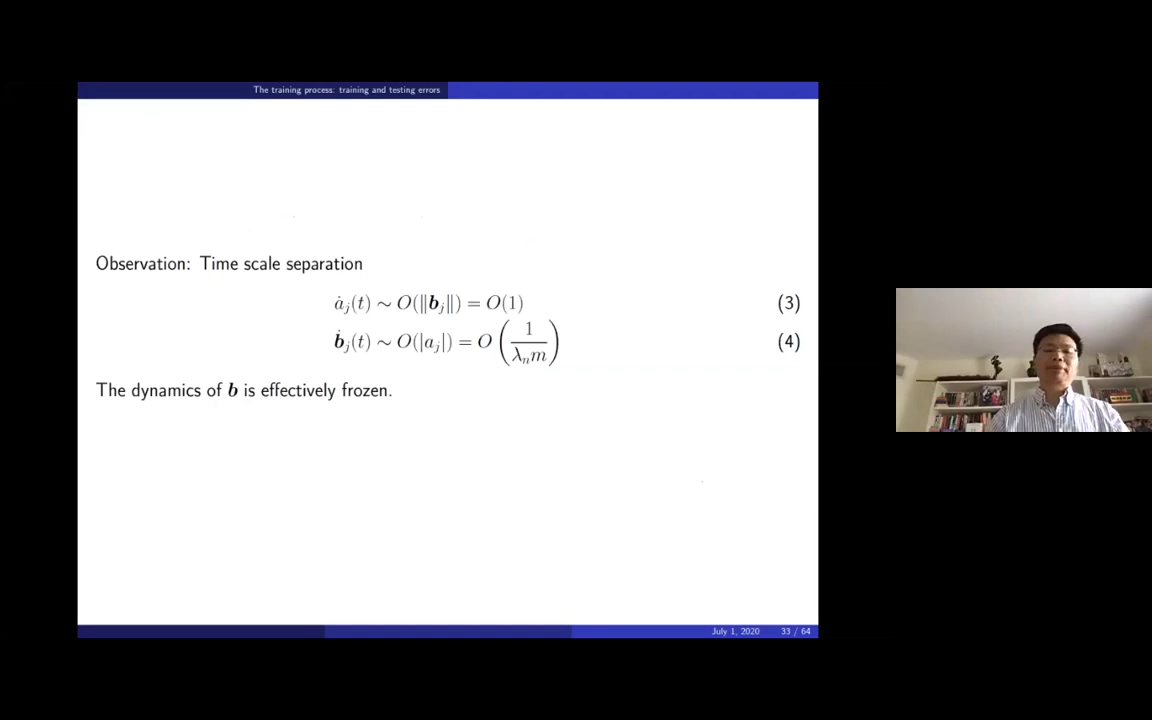 The training process: training and testing errors
Observation: Time scale separation
ȧ_j(t) ∼ O(‖b_j‖) = O(1) (3)
ḃ_j(t) ∼ O(|a_j|) = O(1/(λ_n m)) (4)
The dynamics of b is effectively frozen.
July 1, 2020 33 / 64